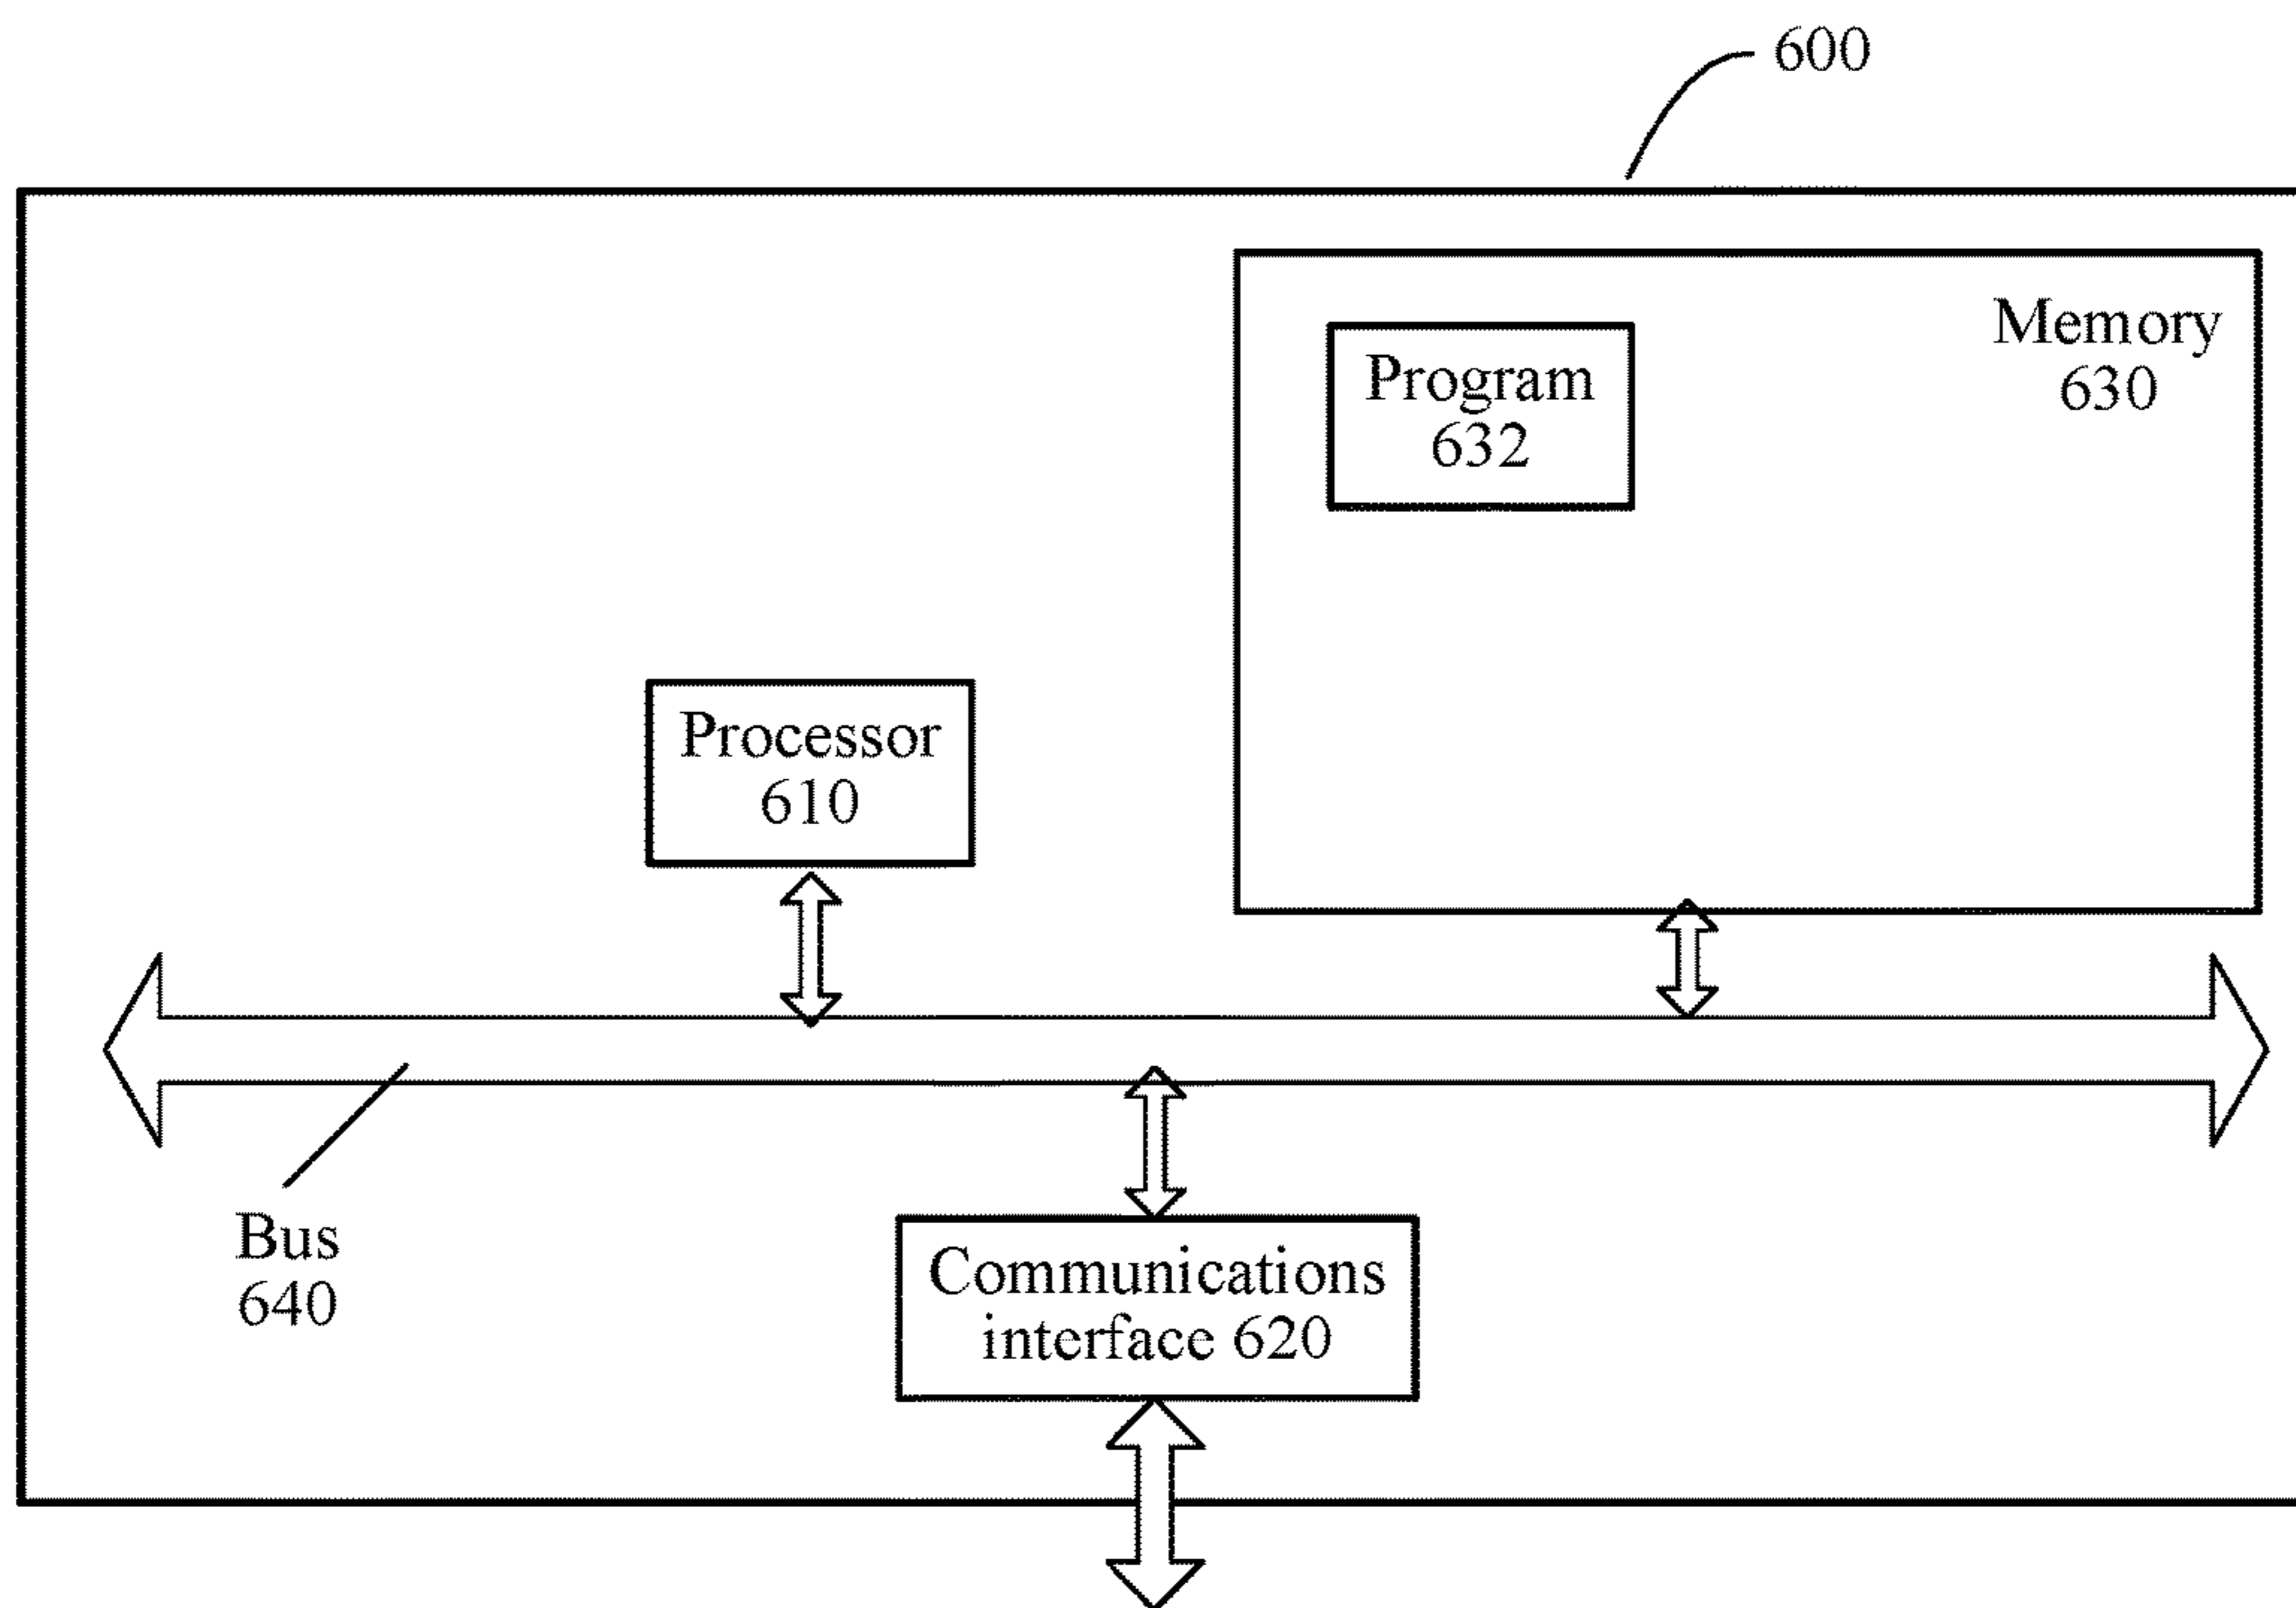 600
Memory
630
Program
632
Processor
610
Bus
640
Communications
interface 620